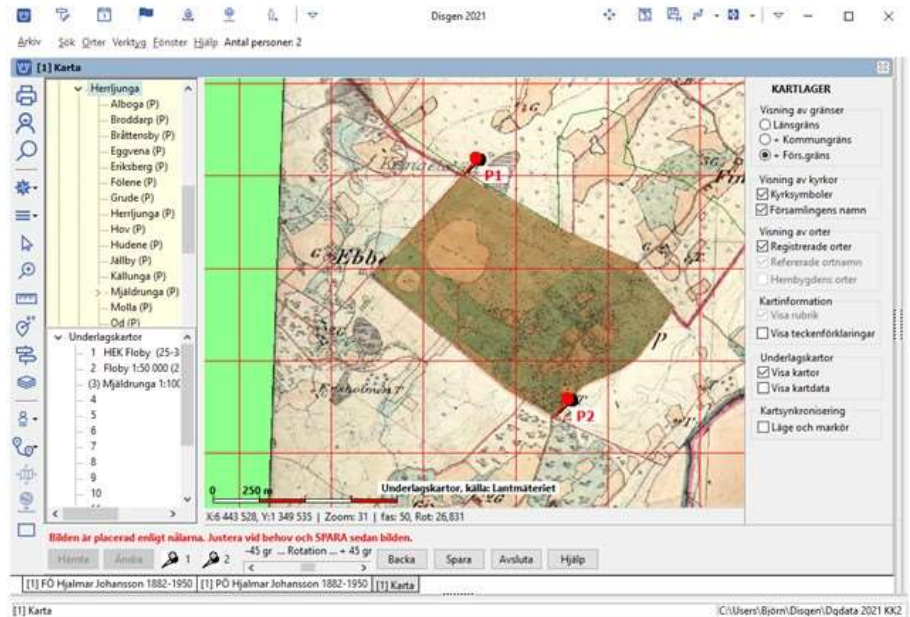 Disgen 2021
Arkiv Sök Orter Verktyg Fönster Hjälp Antal personer: 2
[1] Karta
Herrljunga
Alboga (P)
Broddarp (P)
Bråttensby (P)
Eggvena (P)
Eriksberg (P)
Fölene (P)
Grude (P)
Herrljunga (P)
Hov (P)
Hudene (P)
Jällby (P)
Källunga (P)
Mjäldrunga (P)
Molla (P)
Od (P)
Underlagskartor
1 HEK Floby (25-3
2 Floby 1:50 000 (2
(3) Mjäldrunga 1:100
4
5
6
7
8
9
10
P1
Ebbe
P
P2
0 250 m
Underlagskartor, källa: Lantmäteriet
X:6 443 528, Y:1 349 535 | Zoom: 31 | fas: 50, Rot: 26,831
KARTLAGER
Visning av gränser
Länsgräns
+ Kommungräns
+ Förs.gräns
Visning av kyrkor
Kyrksymboler
Församlingens namn
Visning av orter
Registrerade orter
Refererade ortnamn
Hembygdens orter
Kartinformation
Visa rubrik
Visa teckenförklaringar
Underlagskartor
Visa kartor
Visa kartdata
Kartsynkronisering
Läge och markör
Bilden är placerad enligt nålarna. Justera vid behov och SPARA sedan bilden.
Hämta Ändra 1 2 -45 gr ... Rotation ... + 45 gr Backa Spara Avsluta Hjälp
[1] FÖ Hjalmar Johansson 1882-1950 [1] PÖ Hjalmar Johansson 1882-1950 [1] Karta
[1] Karta
C:\Users\Björn\Disgen\Dgdata 2021 KK2